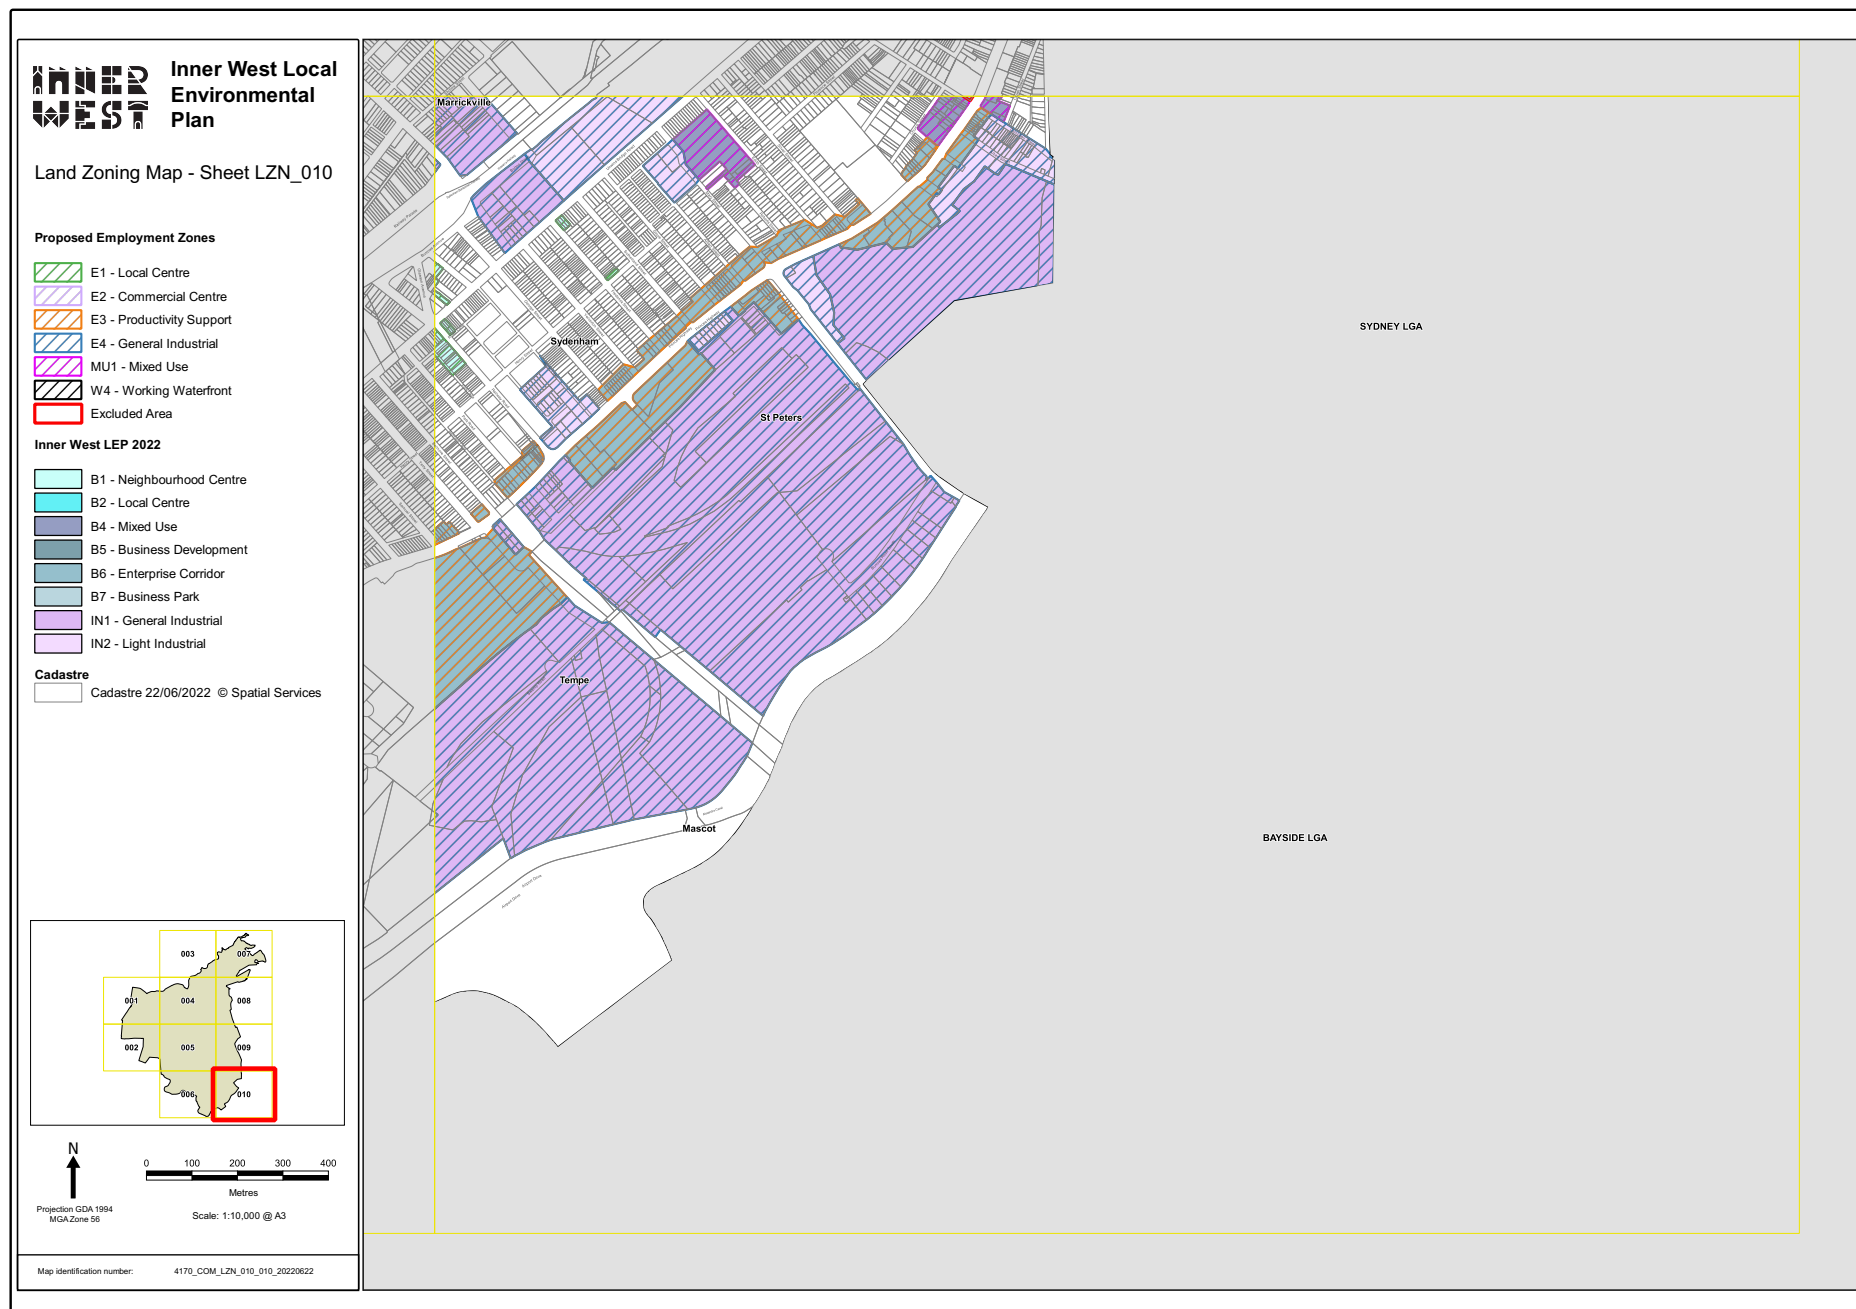 INNER
WEST
Inner West Local
Environmental
Plan
Land Zoning Map - Sheet LZN_010
Proposed Employment Zones
E1 - Local Centre
E2 - Commercial Centre
E3 - Productivity Support
E4 - General Industrial
MU1 - Mixed Use
W4 - Working Waterfront
Excluded Area
Inner West LEP 2022
B1 - Neighbourhood Centre
B2 - Local Centre
B4 - Mixed Use
B5 - Business Development
B6 - Enterprise Corridor
B7 - Business Park
IN1 - General Industrial
IN2 - Light Industrial
Cadastre
Cadastre 22/06/2022 © Spatial Services
003
007
001
004
008
002
005
009
006
010
N
Projection GDA 1994
MGA Zone 56
0 100 200 300 400
Metres
Scale: 1:10,000 @ A3
Map identification number: 4170_COM_LZN_010_010_20220622
Marrickville
Sydenham
St Peters
SYDNEY LGA
Tempe
Mascot
BAYSIDE LGA
Airport Drive
Airport Drive